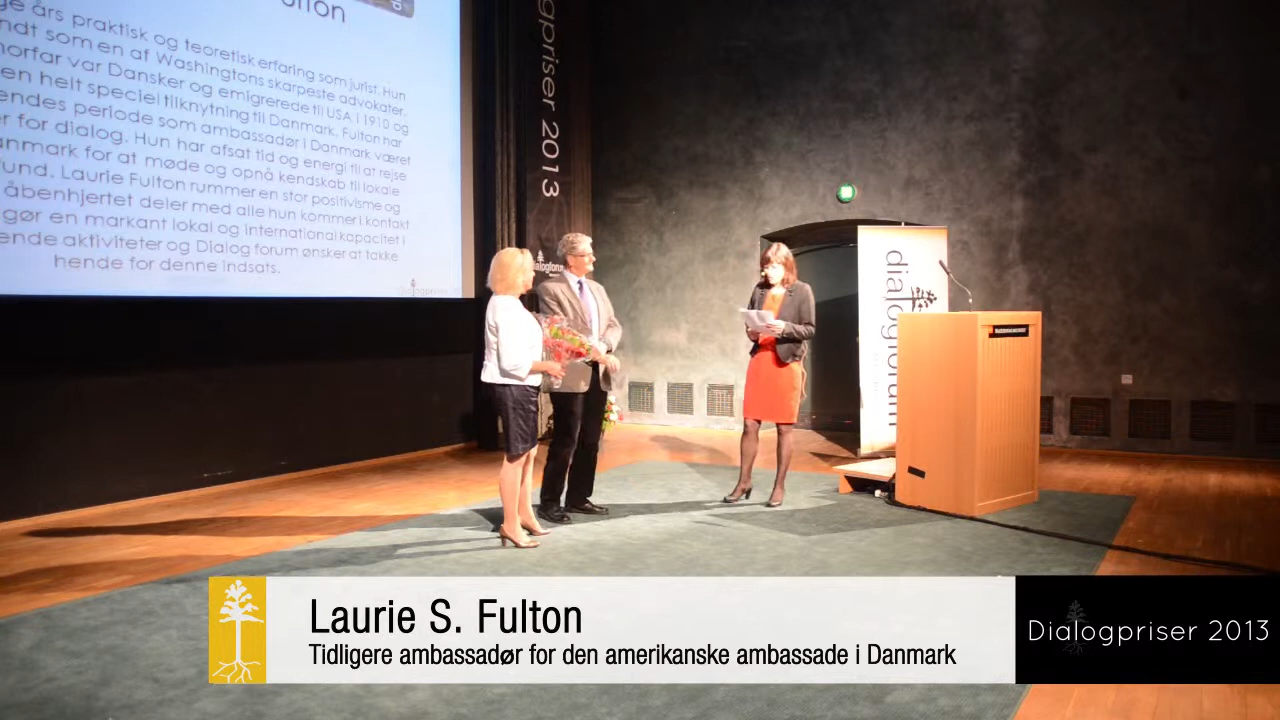 ulton
ge års praktisk og teoretisk erfaring som jurist. Hun
ndt som en af Washingtons skarpeste advokater.
morfar var Dansker og emigrerede til USA i 1910 og
en helt speciel tilknytning til Danmark. Fulton har
endes periode som ambassadør i Danmark været
er for dialog. Hun har afsat tid og energi til at rejse
anmark for at møde og opnå kendskab til lokale
fund. Laurie Fulton rummer en stor positivisme og
åbenhjertet deler med alle hun kommer i kontakt
gør en markant lokal og international kapacitet i
ende aktiviteter og Dialog forum ønsker at takke
hende for denne indsats.
Dialogpriser
ogpriser 2013
dialogforum
dialogforum
Laurie S. Fulton
Tidligere ambassadør for den amerikanske ambassade i Danmark
Dialogpriser 2013